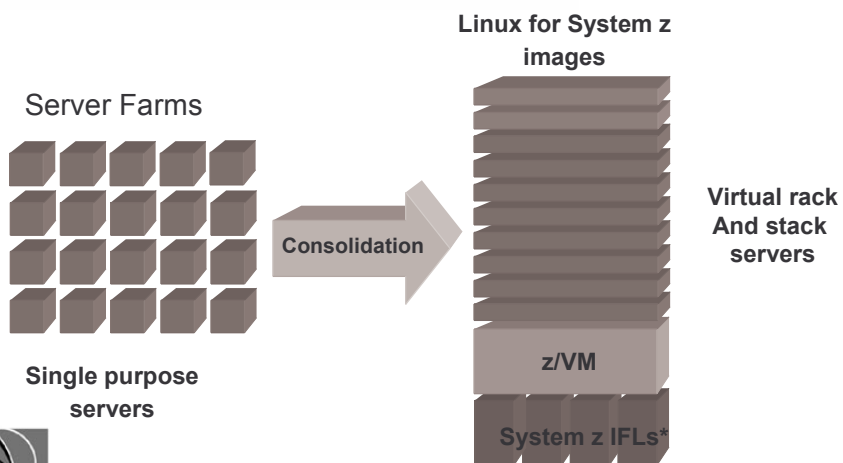 Linux for System z
images
Server Farms
Consolidation
Virtual rack
And stack
servers
z/VM
Single purpose
servers
System z IFLs*